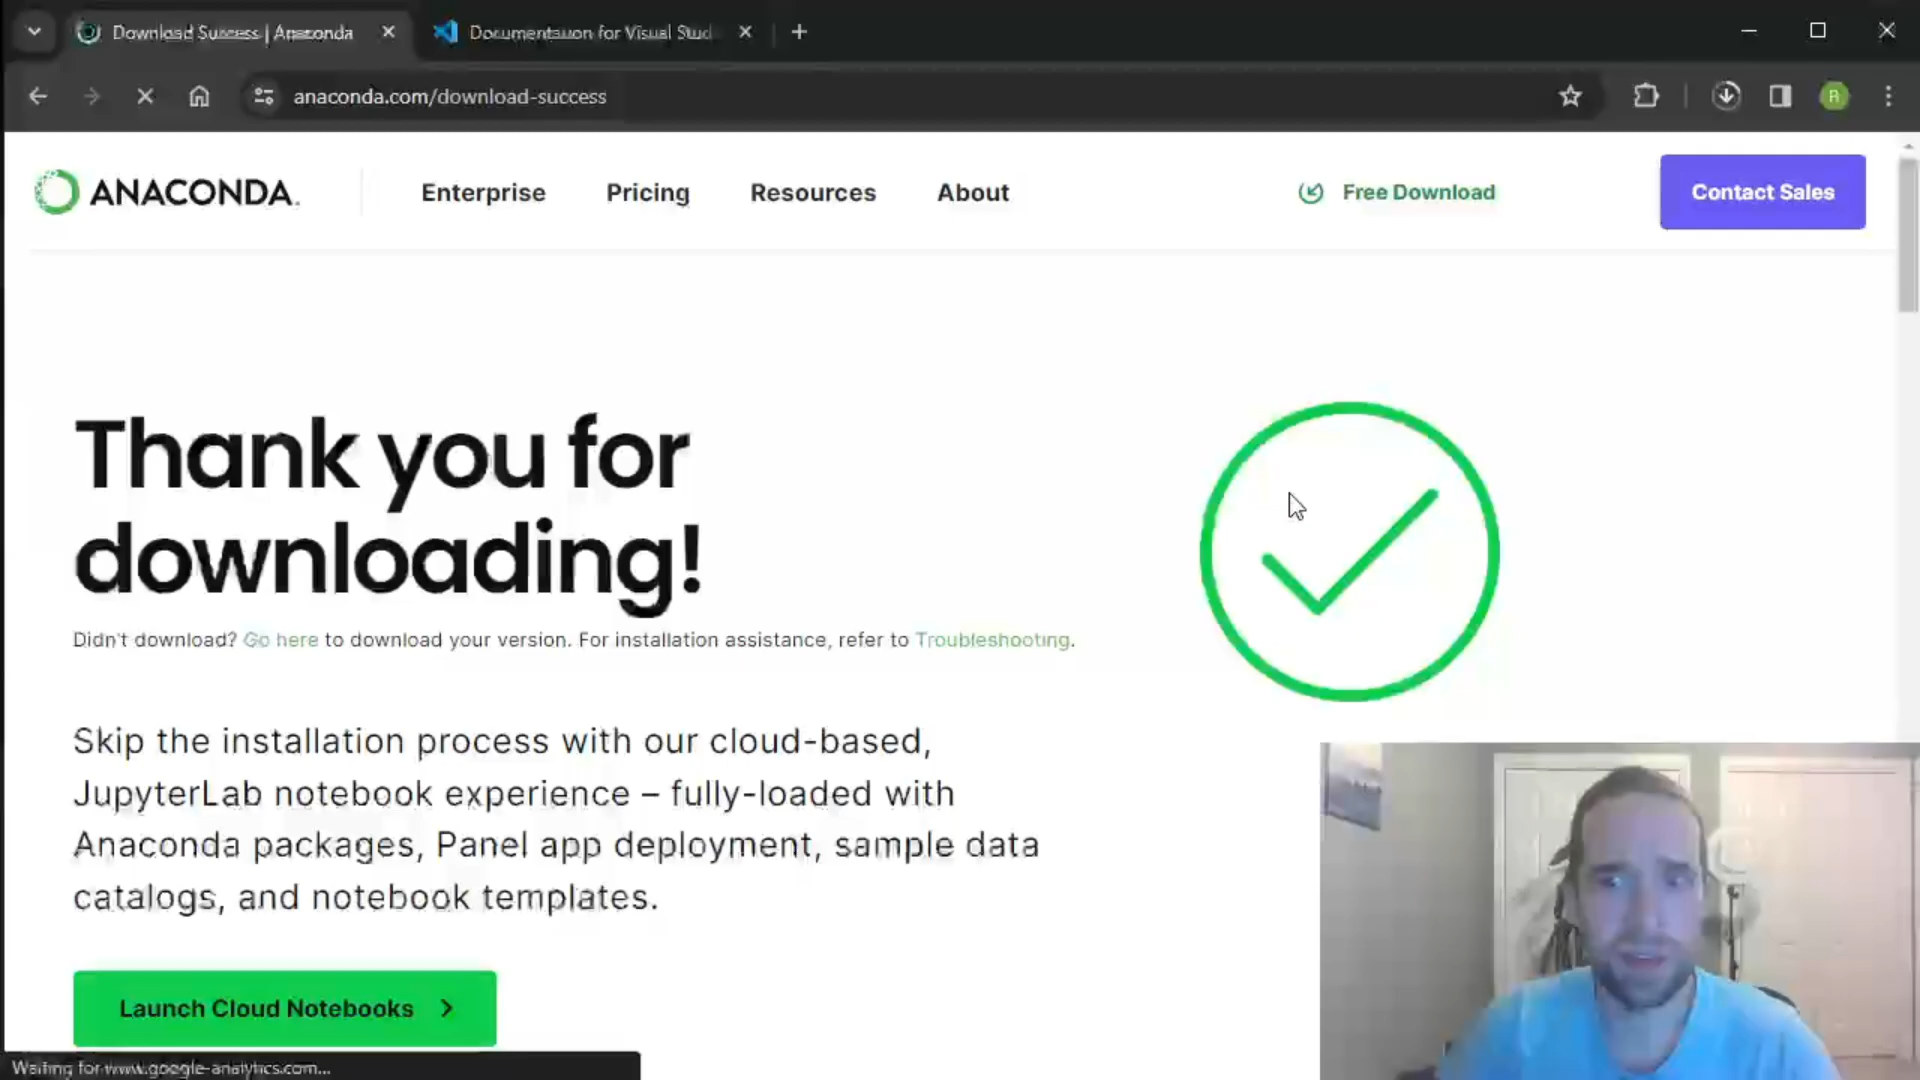 Download Success | Anaconda
Documentation for Visual Stud
anaconda.com/download-success
R
ANACONDA.
Enterprise
Pricing
Resources
About
Free Download
Contact Sales
Thank you for
downloading!
Didn't download? Go here to download your version. For installation assistance, refer to Troubleshooting.
Skip the installation process with our cloud-based,
JupyterLab notebook experience – fully-loaded with
Anaconda packages, Panel app deployment, sample data
catalogs, and notebook templates.
Launch Cloud Notebooks
Waiting for www.google-analytics.com...